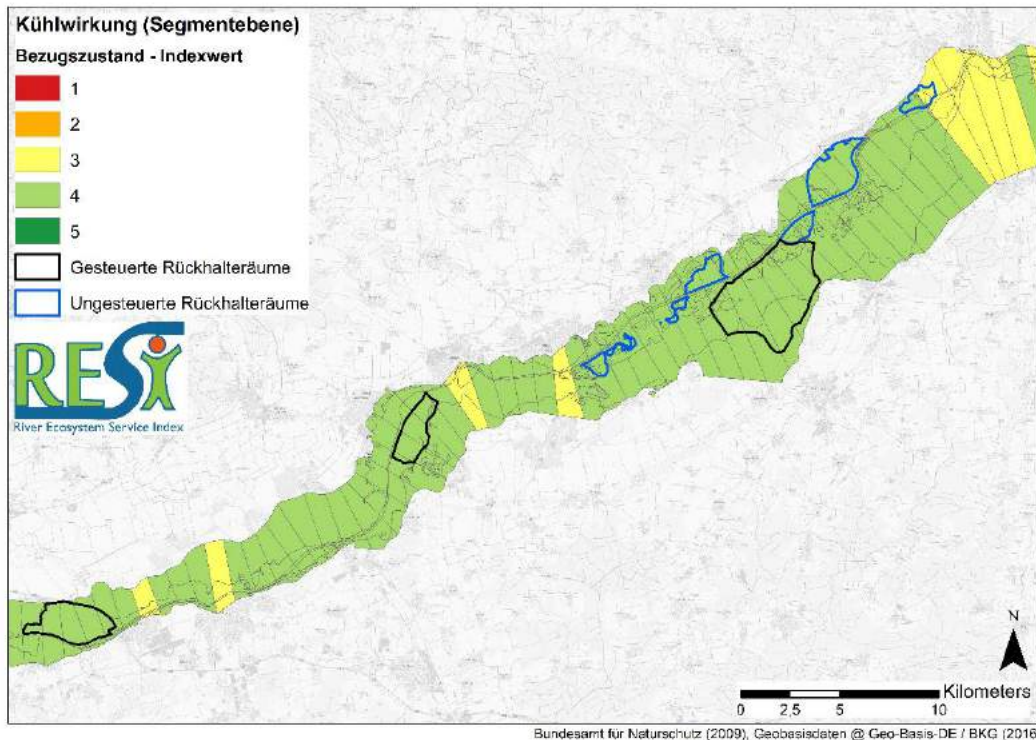 Kühlwirkung (Segmentebene)
Bezugszustand - Indexwert
1
2
3
4
5
Gesteuerte Rückhalteräume
Ungesteuerte Rückhalteräume
RESI
River Ecosystem Service Index
N
Kilometers
0 2,5 5 10
Bundesamt für Naturschutz (2009), Geobasisdaten @ Geo-Basis-DE / BKG (2016